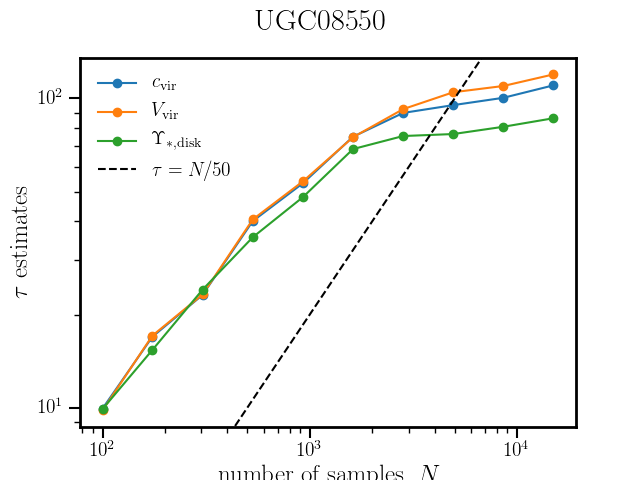 UGC08550
c_vir
V_vir
Υ_*,disk
τ = N/50
τ estimates
10^2
10^1
10^2
10^3
10^4
number of samples N